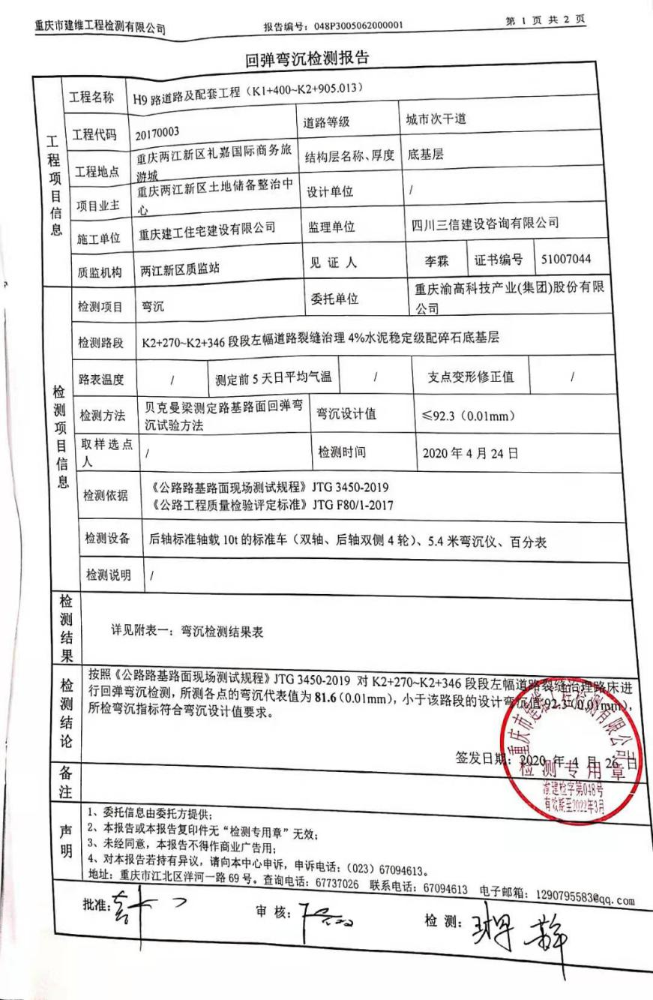 重庆市建维工程检测有限公司 报告编号：048P3005062000001 第 1 页 共 2 页
回弹弯沉检测报告
工程项目信息
工程名称 H9 路道路及配套工程（K1+400~K2+905.013）
工程代码 20170003 道路等级 城市次干道
工程地点 重庆两江新区礼嘉国际商务旅游城 结构层名称、厚度 底基层
项目业主 重庆两江新区土地储备整治中心 设计单位 /
施工单位 重庆建工住宅建设有限公司 监理单位 四川三信建设咨询有限公司
质监机构 两江新区质监站 见 证 人 李霖 证书编号 51007044
检测项目信息
检测项目 弯沉 委托单位 重庆渝高科技产业(集团)股份有限公司
检测路段 K2+270~K2+346 段段左幅道路裂缝治理 4%水泥稳定级配碎石底基层
路表温度 / 测定前 5 天日平均气温 / 支点变形修正值 /
检测方法 贝克曼梁测定路基路面回弹弯沉试验方法 弯沉设计值 ≤92.3（0.01mm）
取样选点人 / 检测时间 2020 年 4 月 24 日
检测依据 《公路路基路面现场测试规程》JTG 3450-2019
《公路工程质量检验评定标准》JTG F80/1-2017
检测设备 后轴标准轴载 10t 的标准车（双轴、后轴双侧 4 轮）、5.4 米弯沉仪、百分表
检测说明 /
检测结果 详见附表一：弯沉检测结果表
检测结论
按照《公路路基路面现场测试规程》JTG 3450-2019 对 K2+270~K2+346 段段左幅道路裂缝治理路床进
行回弹弯沉检测，所测各点的弯沉代表值为 81.6（0.01mm），小于该路段的设计弯沉值 92.3（0.01mm），
所检弯沉指标符合弯沉设计值要求。
签发日期：2020 年 4 月 26 日
重庆市建维工程检测有限公司
检测专用章
渝建检字第048号
有效期至2022年3月
备注
声明
1、委托信息由委托方提供；
2、本报告或本报告复印件无“检测专用章”无效；
3、未经同意，本报告不得作商业广告用；
4、对本报告若持有异议，请向本中心申诉，申诉电话：（023）67094613。
地址：重庆市江北区洋河一路 69 号。查询电话：67737026 联系电话：67094613 电子邮箱：1290795583@qq.com
批准： 审 核： 检 测：